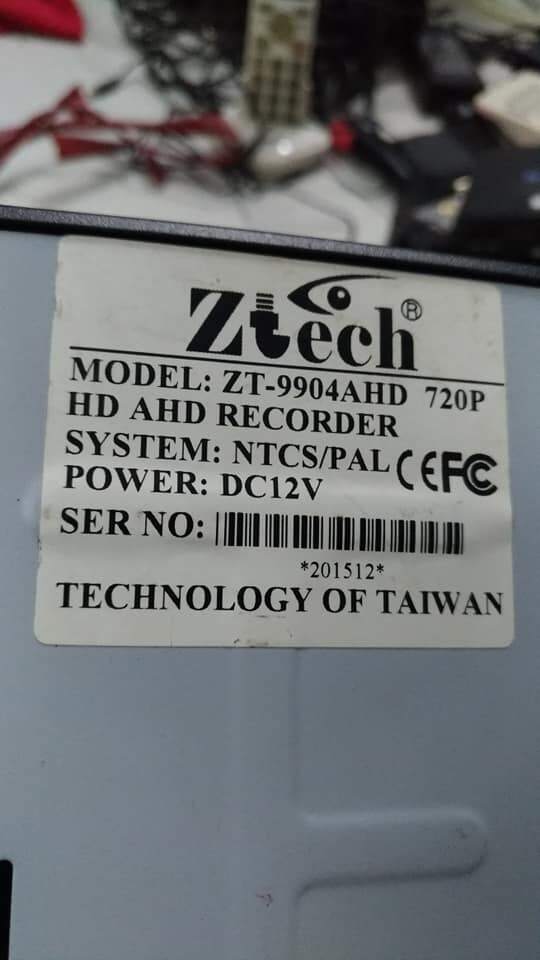 Ztech®
MODEL: ZT-9904AHD 720P
HD AHD RECORDER
SYSTEM: NTCS/PAL CE FC
POWER: DC12V
SER NO:
*201512*
TECHNOLOGY OF TAIWAN